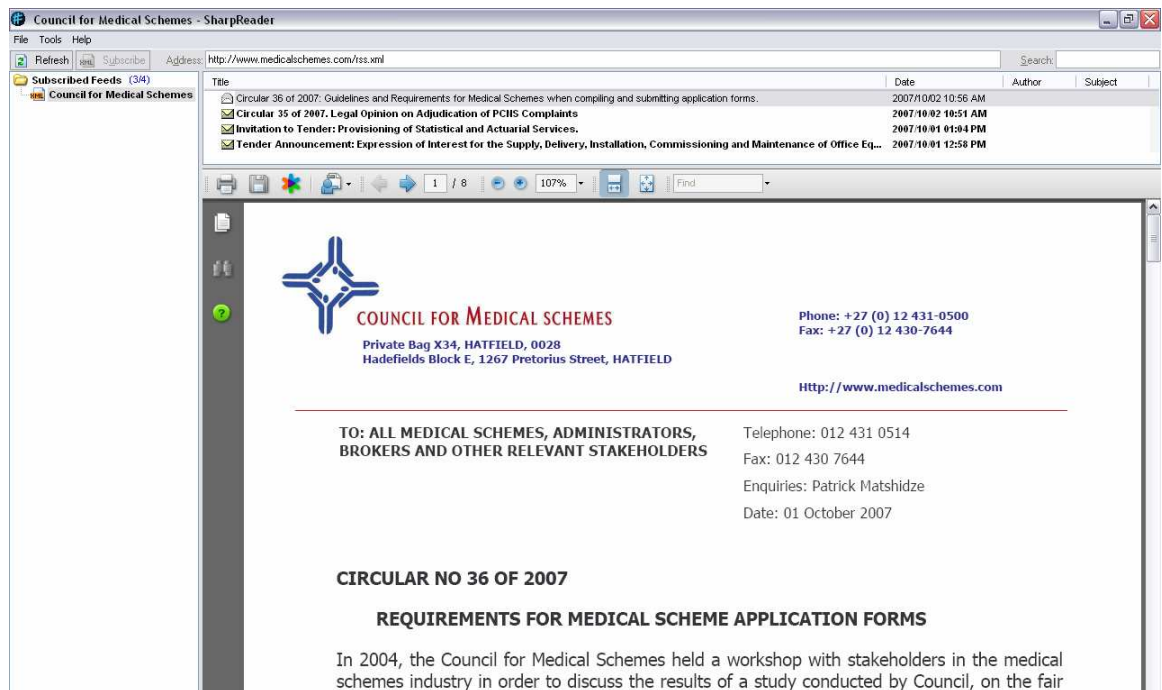 Council for Medical Schemes - SharpReader
File Tools Help
Refresh XML Subscribe Address: http://www.medicalschemes.com/rss.xml Search:
Subscribed Feeds (3/4)
XML Council for Medical Schemes
Title Date Author Subject
Circular 36 of 2007: Guidelines and Requirements for Medical Schemes when compiling and submitting application forms. 2007/10/02 10:56 AM
Circular 35 of 2007. Legal Opinion on Adjudication of PCNS Complaints 2007/10/02 10:51 AM
Invitation to Tender: Provisioning of Statistical and Actuarial Services. 2007/10/01 01:04 PM
Tender Announcement: Expression of Interest for the Supply, Delivery, Installation, Commissioning and Maintenance of Office Eq... 2007/10/01 12:58 PM
1 / 8 107% Find
COUNCIL FOR MEDICAL SCHEMES
Private Bag X34, HATFIELD, 0028
Hadefields Block E, 1267 Pretorius Street, HATFIELD
Phone: +27 (0) 12 431-0500
Fax: +27 (0) 12 430-7644
Http://www.medicalschemes.com
TO: ALL MEDICAL SCHEMES, ADMINISTRATORS,
BROKERS AND OTHER RELEVANT STAKEHOLDERS
Telephone: 012 431 0514
Fax: 012 430 7644
Enquiries: Patrick Matshidze
Date: 01 October 2007
CIRCULAR NO 36 OF 2007
REQUIREMENTS FOR MEDICAL SCHEME APPLICATION FORMS
In 2004, the Council for Medical Schemes held a workshop with stakeholders in the medical
schemes industry in order to discuss the results of a study conducted by Council, on the fair